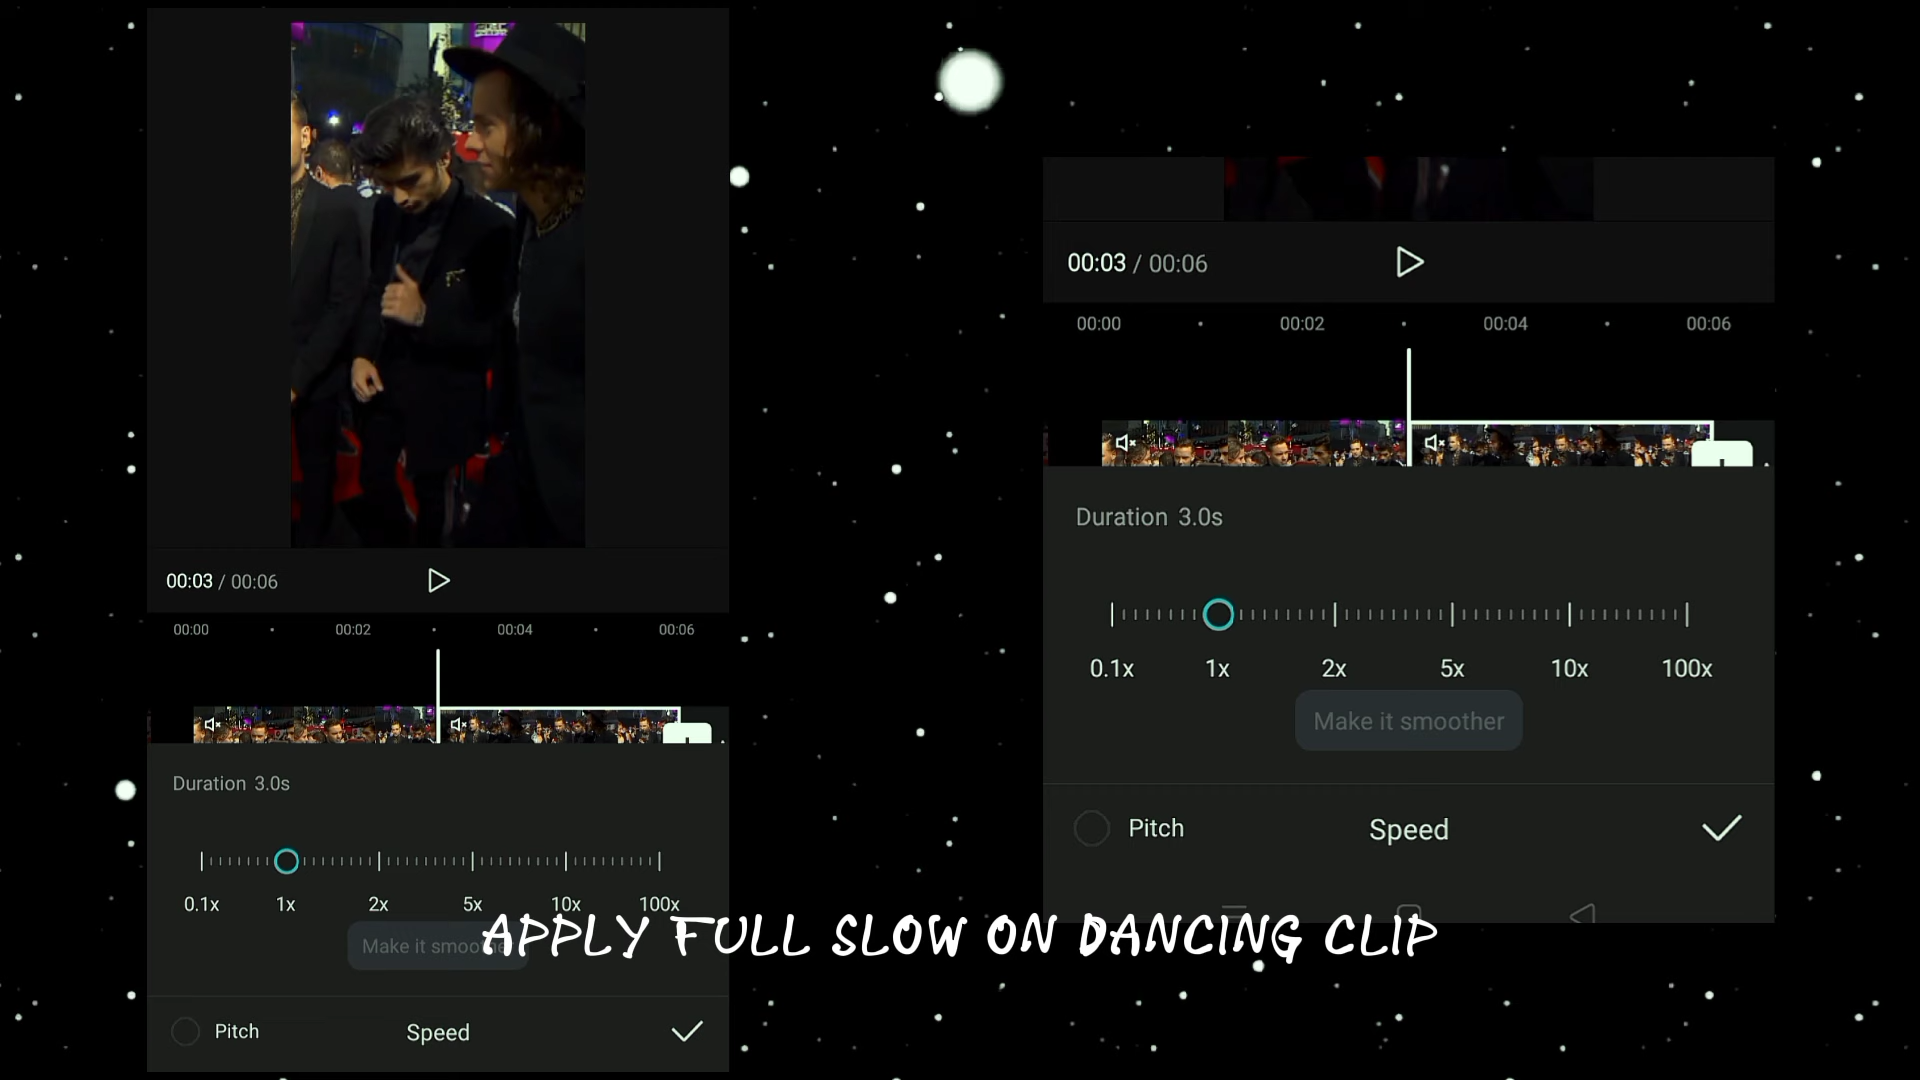 00:03 / 00:06
00:00 00:02 00:04 00:06
Duration 3.0s
0.1x 1x 2x 5x 10x 100x
Make it smoother
Pitch Speed
00:03 / 00:06
00:00 00:02 00:04 00:06
Duration 3.0s
0.1x 1x 2x 5x 10x 100x
Make it smoother
Pitch Speed
APPLY FULL SLOW ON DANCING CLIP